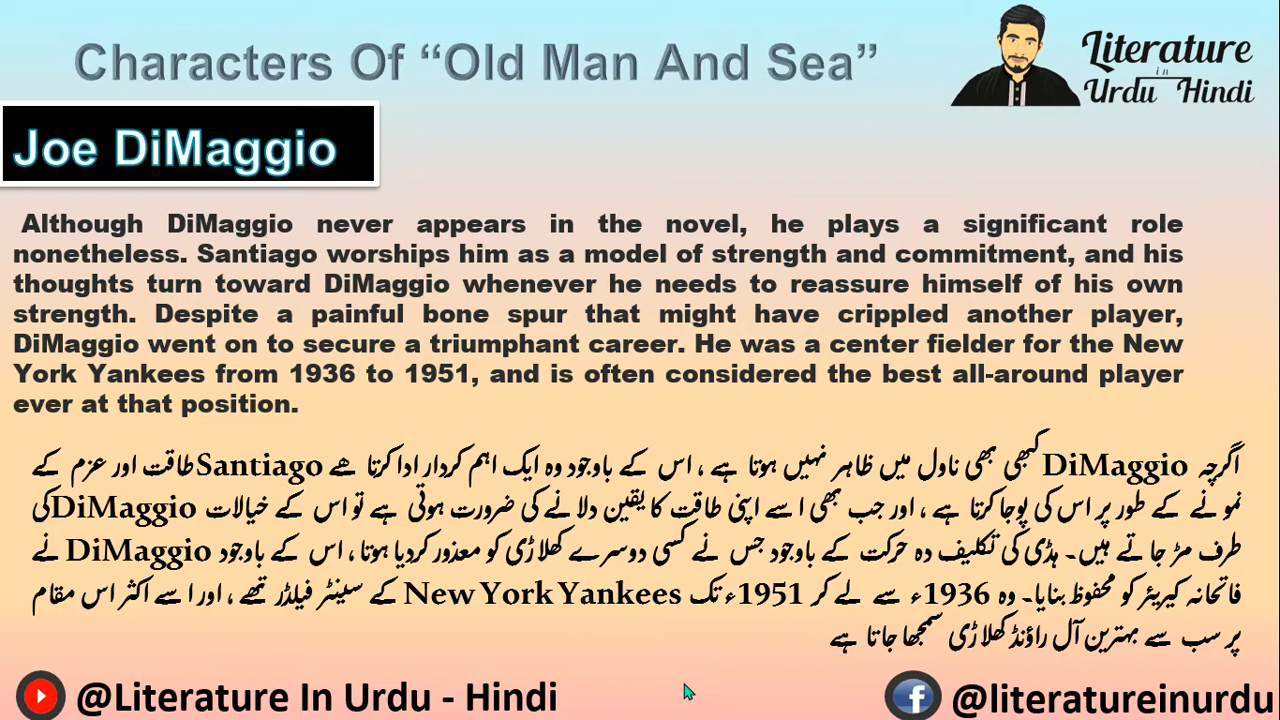 Characters Of “Old Man And Sea”
Literature
in
Urdu Hindi
Joe DiMaggio
Although DiMaggio never appears in the novel, he plays a significant role
nonetheless. Santiago worships him as a model of strength and commitment, and his
thoughts turn toward DiMaggio whenever he needs to reassure himself of his own
strength. Despite a painful bone spur that might have crippled another player,
DiMaggio went on to secure a triumphant career. He was a center fielder for the New
York Yankees from 1936 to 1951, and is often considered the best all-around player
ever at that position.
اگرچہ DiMaggio کبھی بھی ناول میں ظاہر نہیں ہوتا ہے ، اس کے باوجود وہ ایک اہم کردار ادا کرتا ھے Santiago طاقت اور عزم کے
نمونے کے طور پر اس کی پوجا کرتا ہے ، اور جب بھی اسے اپنی طاقت کا یقین دلانے کی ضرورت ہوتی ہے تو اس کے خیالات DiMaggio کی
طرف مڑ جاتے ہیں۔ ہڈی کی تکلیف دہ حرکت کے باوجود جس نے کسی دوسرے کھلاڑی کو معذور کردیا ہوتا ، اس کے باوجود DiMaggio نے
فاتحانہ کیریئر کو محفوظ بنایا۔ وہ 1936ء سے لے کر 1951ء تک New York Yankees کے سینٹر فیلڈر تھے ، اور اسے اکثر اس مقام
پر سب سے بہترین آل راؤنڈ کھلاڑی سمجھا جاتا ہے
@Literature In Urdu - Hindi
f @literatureinurdu